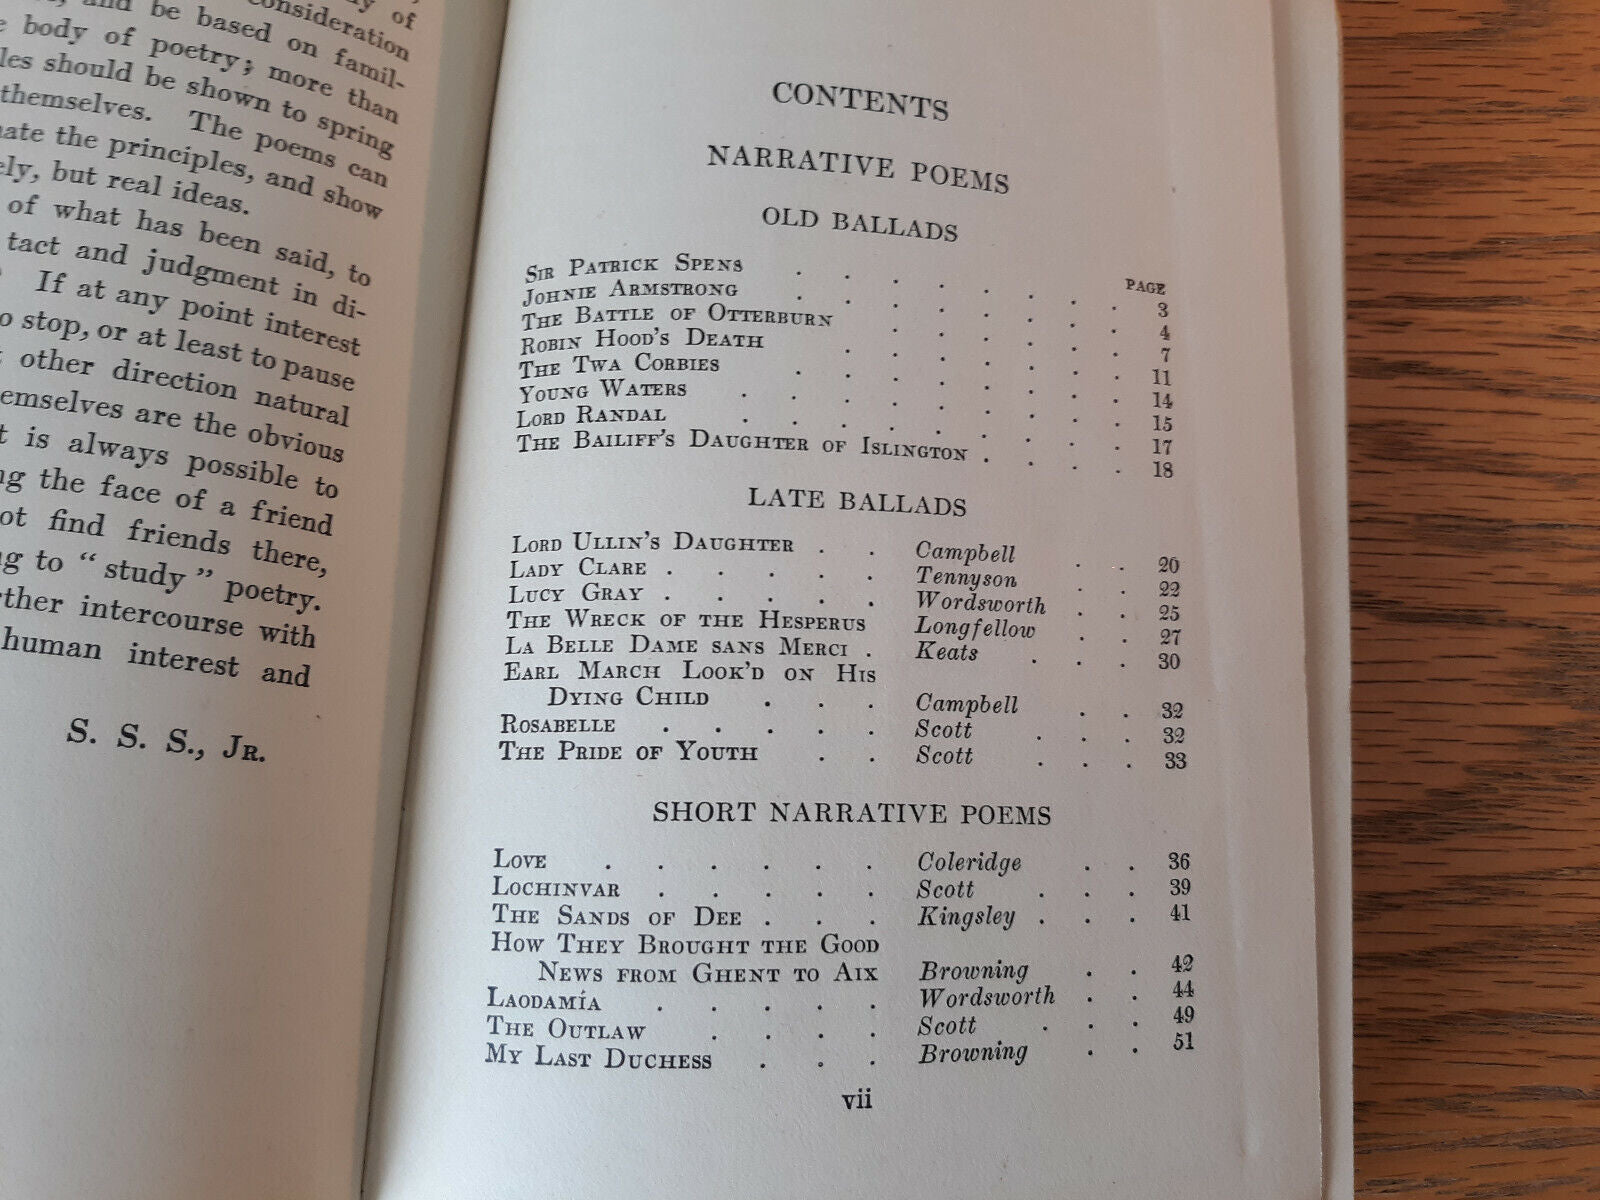 of
consideration
and be based on famil-
body of poetry; more than
les should be shown to spring
themselves. The poems can
nate the principles, and show
ely, but real ideas.
of what has been said, to
tact and judgment in di-
If at any point interest
o stop, or at least to pause
other direction natural
emselves are the obvious
t is always possible to
ng the face of a friend
ot find friends there,
ng to "study" poetry.
rther intercourse with
human interest and
S. S. S., JR.
CONTENTS
NARRATIVE POEMS
OLD BALLADS
PAGE
SIR PATRICK SPENS . . . . . . . . 3
JOHNIE ARMSTRONG . . . . . . . . 4
THE BATTLE OF OTTERBURN . . . . . . 7
ROBIN HOOD'S DEATH . . . . . . . 11
THE TWA CORBIES . . . . . . . . 14
YOUNG WATERS . . . . . . . . . 15
LORD RANDAL . . . . . . . . . 17
THE BAILIFF'S DAUGHTER OF ISLINGTON . . . . 18
LATE BALLADS
LORD ULLIN'S DAUGHTER . . Campbell . . 20
LADY CLARE . . . . . Tennyson . . 22
LUCY GRAY . . . . . Wordsworth . . 25
THE WRECK OF THE HESPERUS Longfellow . . 27
LA BELLE DAME SANS MERCI . Keats . . . 30
EARL MARCH LOOK'D ON HIS
DYING CHILD . . . Campbell . . 32
ROSABELLE . . . . . Scott . . . 32
THE PRIDE OF YOUTH . . Scott . . . 33
SHORT NARRATIVE POEMS
LOVE . . . . . . Coleridge . . 36
LOCHINVAR . . . . . Scott . . . 39
THE SANDS OF DEE . . . Kingsley . . . 41
HOW THEY BROUGHT THE GOOD
NEWS FROM GHENT TO AIX Browning . . 42
LAODAMÍA . . . . . Wordsworth . . 44
THE OUTLAW . . . . Scott . . . 49
MY LAST DUCHESS . . . Browning . . 51
vii